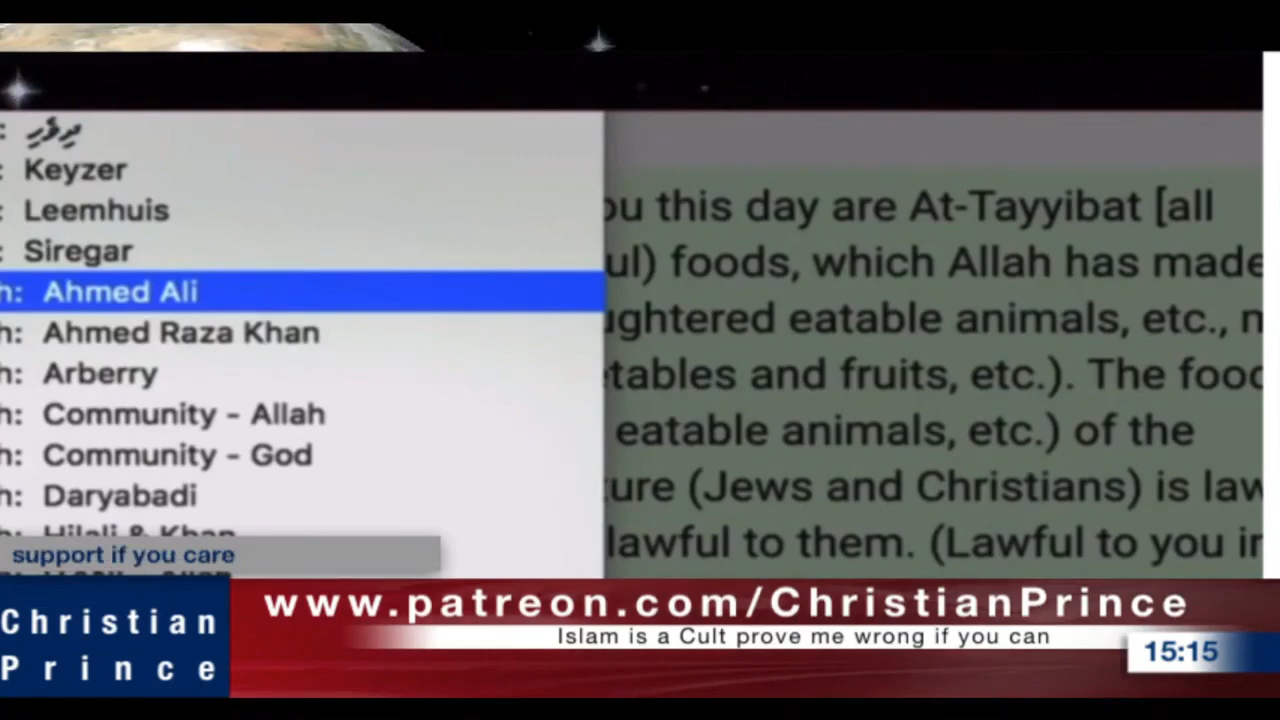 : ދިވެހި
: Keyzer
: Leemhuis
: Siregar
h: Ahmed Ali
h: Ahmed Raza Khan
h: Arberry
h: Community - Allah
h: Community - God
h: Daryabadi
h: Hilali & Khan
ou this day are At-Tayyibat [all
ul) foods, which Allah has made
ughtered eatable animals, etc., m
tables and fruits, etc.). The food
eatable animals, etc.) of the
ture (Jews and Christians) is law
lawful to them. (Lawful to you in
support if you care
Christian
Prince
www.patreon.com/ChristianPrince
Islam is a Cult prove me wrong if you can
15:15